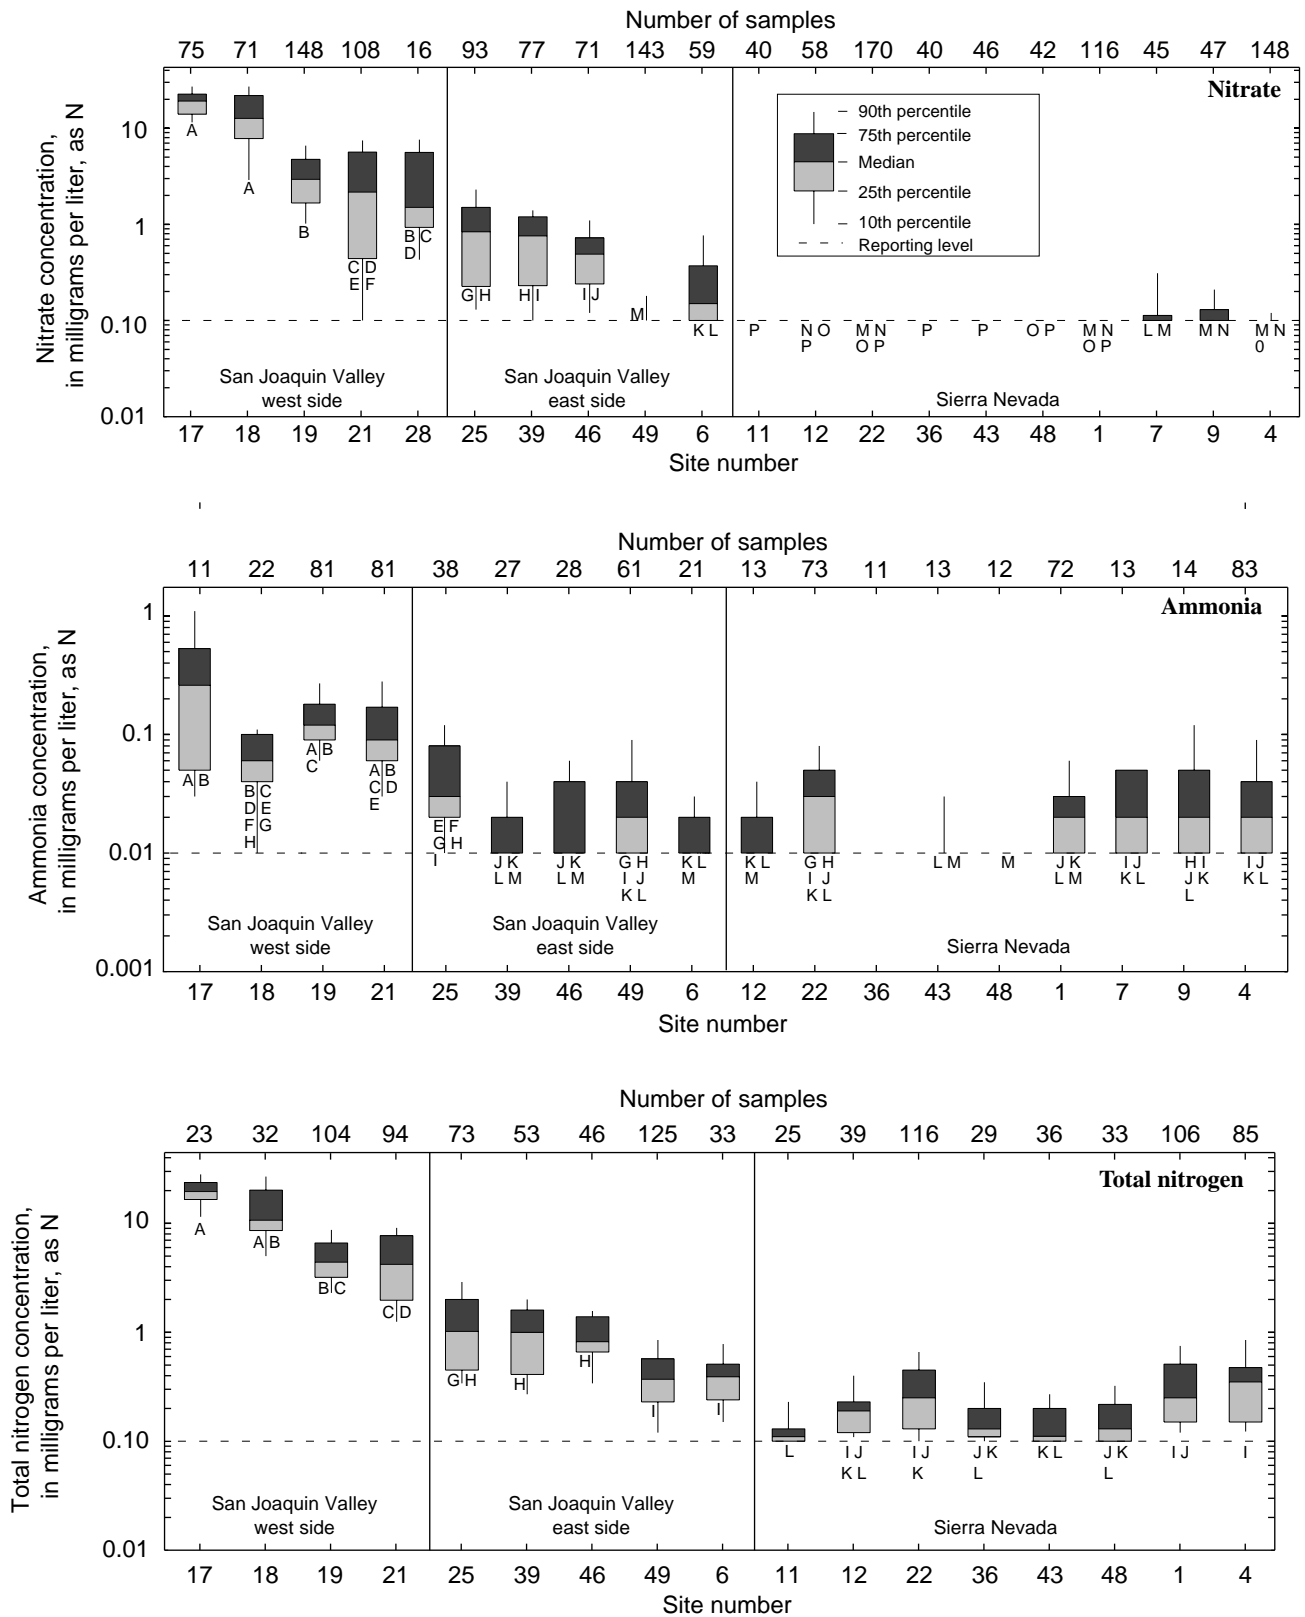 Number of samples
75 71 148 108 16 93 77 71 143 59 40 58 170 40 46 42 116 45 47 148
Nitrate
90th percentile
75th percentile
Median
25th percentile
10th percentile
Reporting level
Nitrate concentration,
in milligrams per liter, as N
10
1
0.10
0.01
A
A
B
C D
E F
B C
D
G H
H I
I J
M
K L
P
N O
P
M N
O P
P
P
O P
M N
O P
L M
M N
M N
0
San Joaquin Valley
west side
San Joaquin Valley
east side
Sierra Nevada
17 18 19 21 28 25 39 46 49 6 11 12 22 36 43 48 1 7 9 4
Site number
Number of samples
11 22 81 81 38 27 28 61 21 13 73 11 13 12 72 13 14 83
Ammonia
Ammonia concentration,
in milligrams per liter, as N
1
0.1
0.01
0.001
A B
B C
D E
F G
H
A B
C
A B
C D
E
E F
G H
I
J K
L M
J K
L M
G H
I J
K L
K L
M
K L
M
G H
I J
K L
L M
M
J K
L M
I J
K L
H I
J K
L
I J
K L
San Joaquin Valley
west side
San Joaquin Valley
east side
Sierra Nevada
17 18 19 21 25 39 46 49 6 12 22 36 43 48 1 7 9 4
Site number
Number of samples
23 32 104 94 73 53 46 125 33 25 39 116 29 36 33 106 85
Total nitrogen
Total nitrogen concentration,
in milligrams per liter, as N
10
1
0.10
0.01
A
A B
B C
C D
G H
H
H
I
I
L
I J
K L
I J
K
J K
L
K L
J K
L
I J
I
San Joaquin Valley
west side
San Joaquin Valley
east side
Sierra Nevada
17 18 19 21 25 39 46 49 6 11 12 22 36 43 48 1 4
Site number